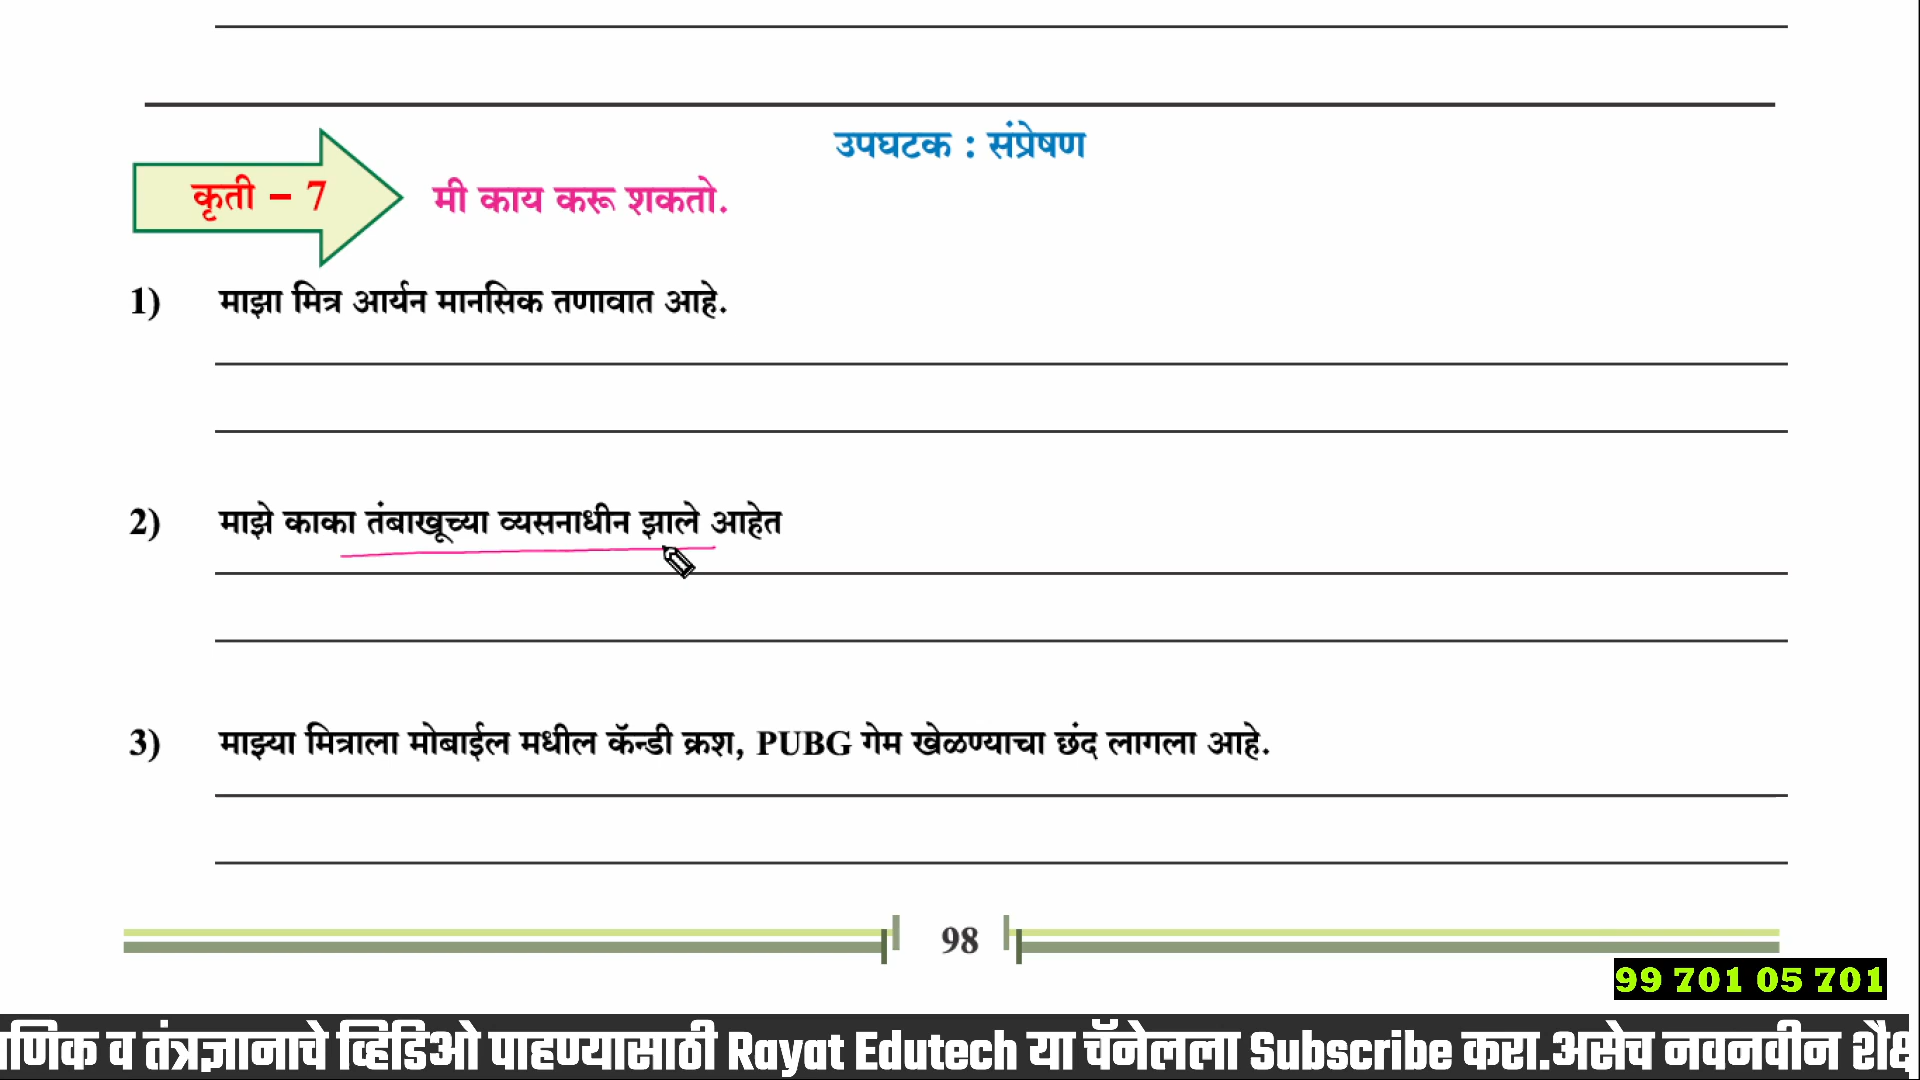 उपघटक : संप्रेषण
कृती – 7
मी काय करू शकतो.
1) माझा मित्र आर्यन मानसिक तणावात आहे.
2) माझे काका तंबाखूच्या व्यसनाधीन झाले आहेत
3) माझ्या मित्राला मोबाईल मधील कॅन्डी क्रश, PUBG गेम खेळण्याचा छंद लागला आहे.
98
99 701 05 701
णिक व तंत्रज्ञानाचे व्हिडिओ पाहण्यासाठी Rayat Edutech या चॅनेलला Subscribe करा.असेच नवनवीन शैक्ष